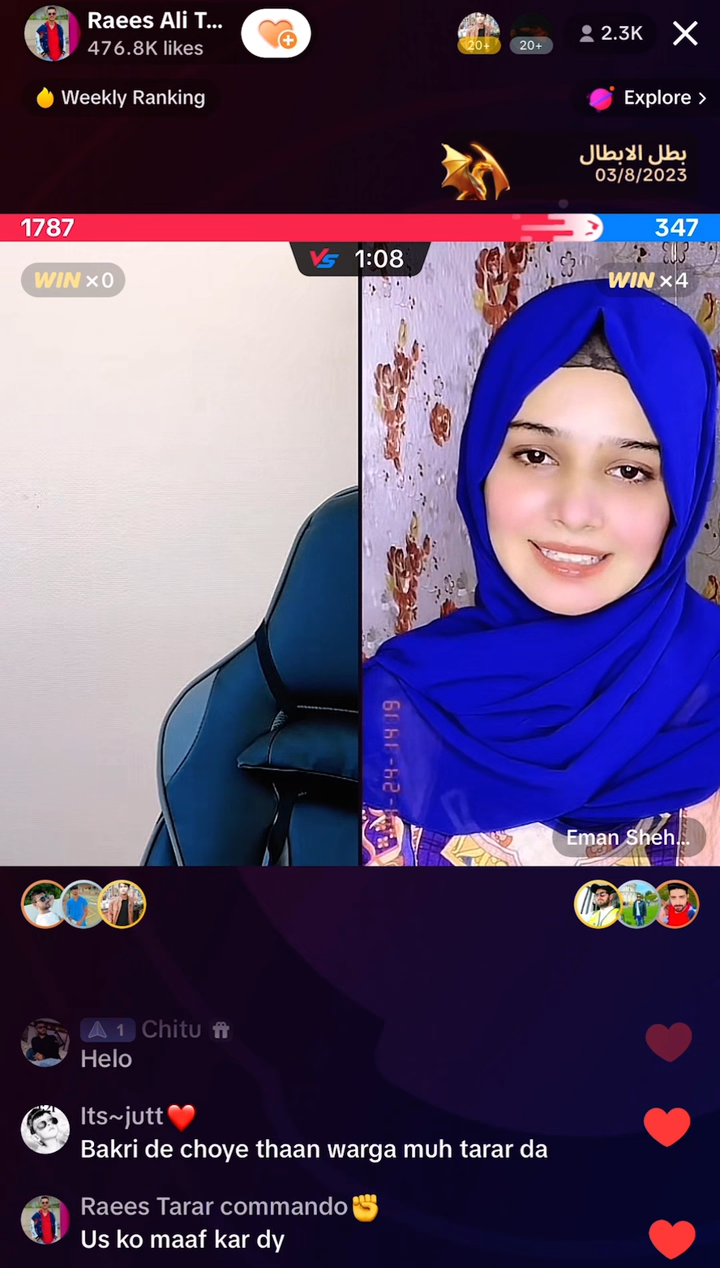 Raees Ali T...
476.8K likes
20+
20+
2.3K
Weekly Ranking
Explore >
بطل الابطال
03/8/2023
1787
347
VS 1:08
WIN ×0
WIN ×4
Eman Sheh...
1 Chitu
Helo
Its~jutt❤️
Bakri de choye thaan warga muh tarar da
Raees Tarar commando✊
Us ko maaf kar dy